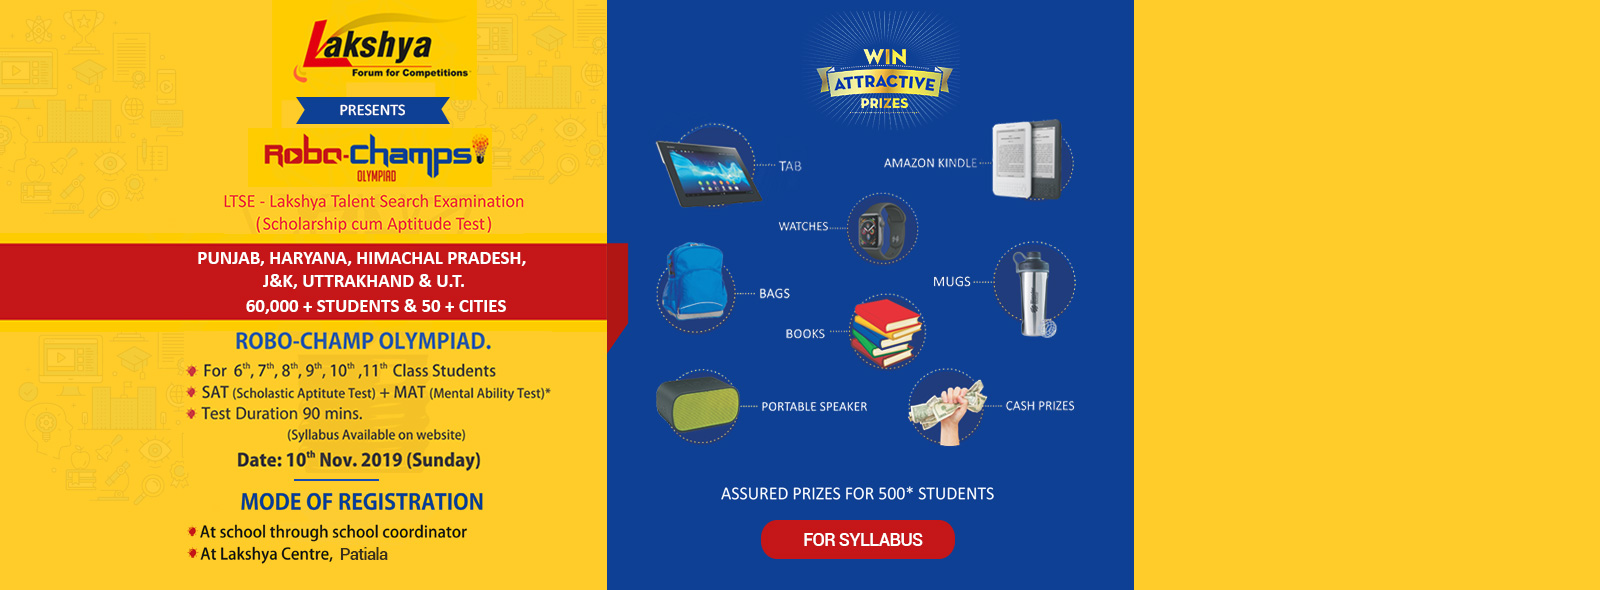 Lakshya
Forum for Competitions
PRESENTS
Robo-Champs
OLYMPIAD
LTSE - Lakshya Talent Search Examination
(Scholarship cum Aptitude Test)
PUNJAB, HARYANA, HIMACHAL PRADESH,
J&K, UTTRAKHAND & U.T.
60,000 + STUDENTS & 50 + CITIES
ROBO-CHAMP OLYMPIAD.
For 6th, 7th, 8th, 9th, 10th ,11th Class Students
SAT (Scholastic Aptitute Test) + MAT (Mental Ability Test)*
Test Duration 90 mins.
(Syllabus Available on website)
Date: 10th Nov. 2019 (Sunday)
MODE OF REGISTRATION
At school through school coordinator
At Lakshya Centre, Patiala
WIN
ATTRACTIVE
PRIZES
TAB
AMAZON KINDLE
WATCHES
BAGS
MUGS
BOOKS
PORTABLE SPEAKER
CASH PRIZES
ASSURED PRIZES FOR 500* STUDENTS
FOR SYLLABUS